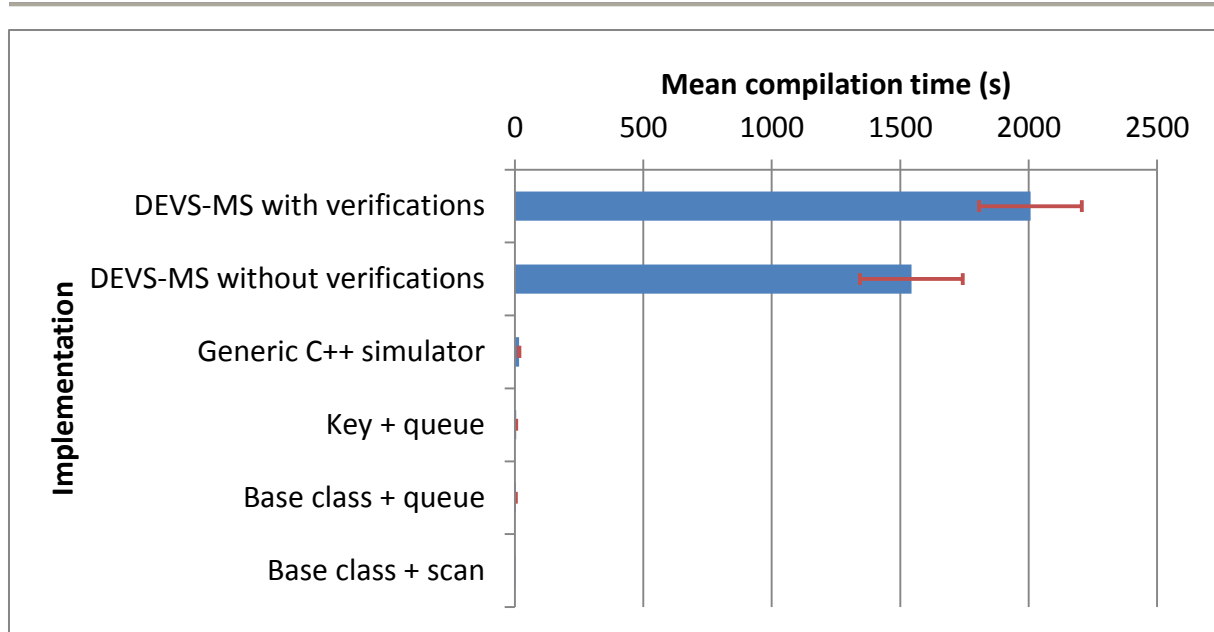 Mean compilation time (s)
0 500 1000 1500 2000 2500
DEVS-MS with verifications
DEVS-MS without verifications
Generic C++ simulator
Key + queue
Base class + queue
Base class + scan
Implementation